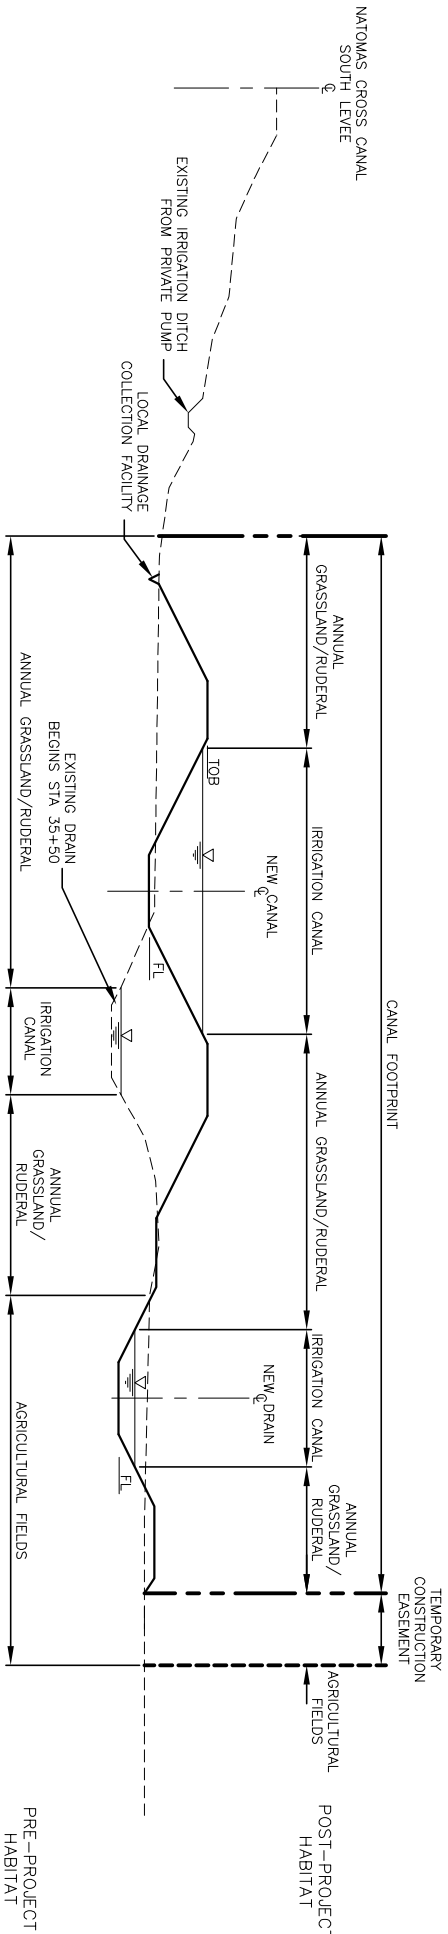 NATOMAS CROSS CANAL
SOUTH LEVEE
℄
EXISTING IRRIGATION DITCH
FROM PRIVATE PUMP
LOCAL DRAINAGE
COLLECTION FACILITY
CANAL FOOTPRINT
TEMPORARY
CONSTRUCTION
EASEMENT
ANNUAL
GRASSLAND/RUDERAL
IRRIGATION CANAL
ANNUAL GRASSLAND/RUDERAL
IRRIGATION CANAL
ANNUAL
GRASSLAND/
RUDERAL
AGRICULTURAL
FIELDS
POST-PROJECT
HABITAT
NEW CANAL
℄
TOB
FL
NEW DRAIN
℄
FL
EXISTING DRAIN
BEGINS STA 35+50
ANNUAL GRASSLAND/RUDERAL
IRRIGATION
CANAL
ANNUAL
GRASSLAND/
RUDERAL
AGRICULTURAL FIELDS
PRE-PROJECT
HABITAT